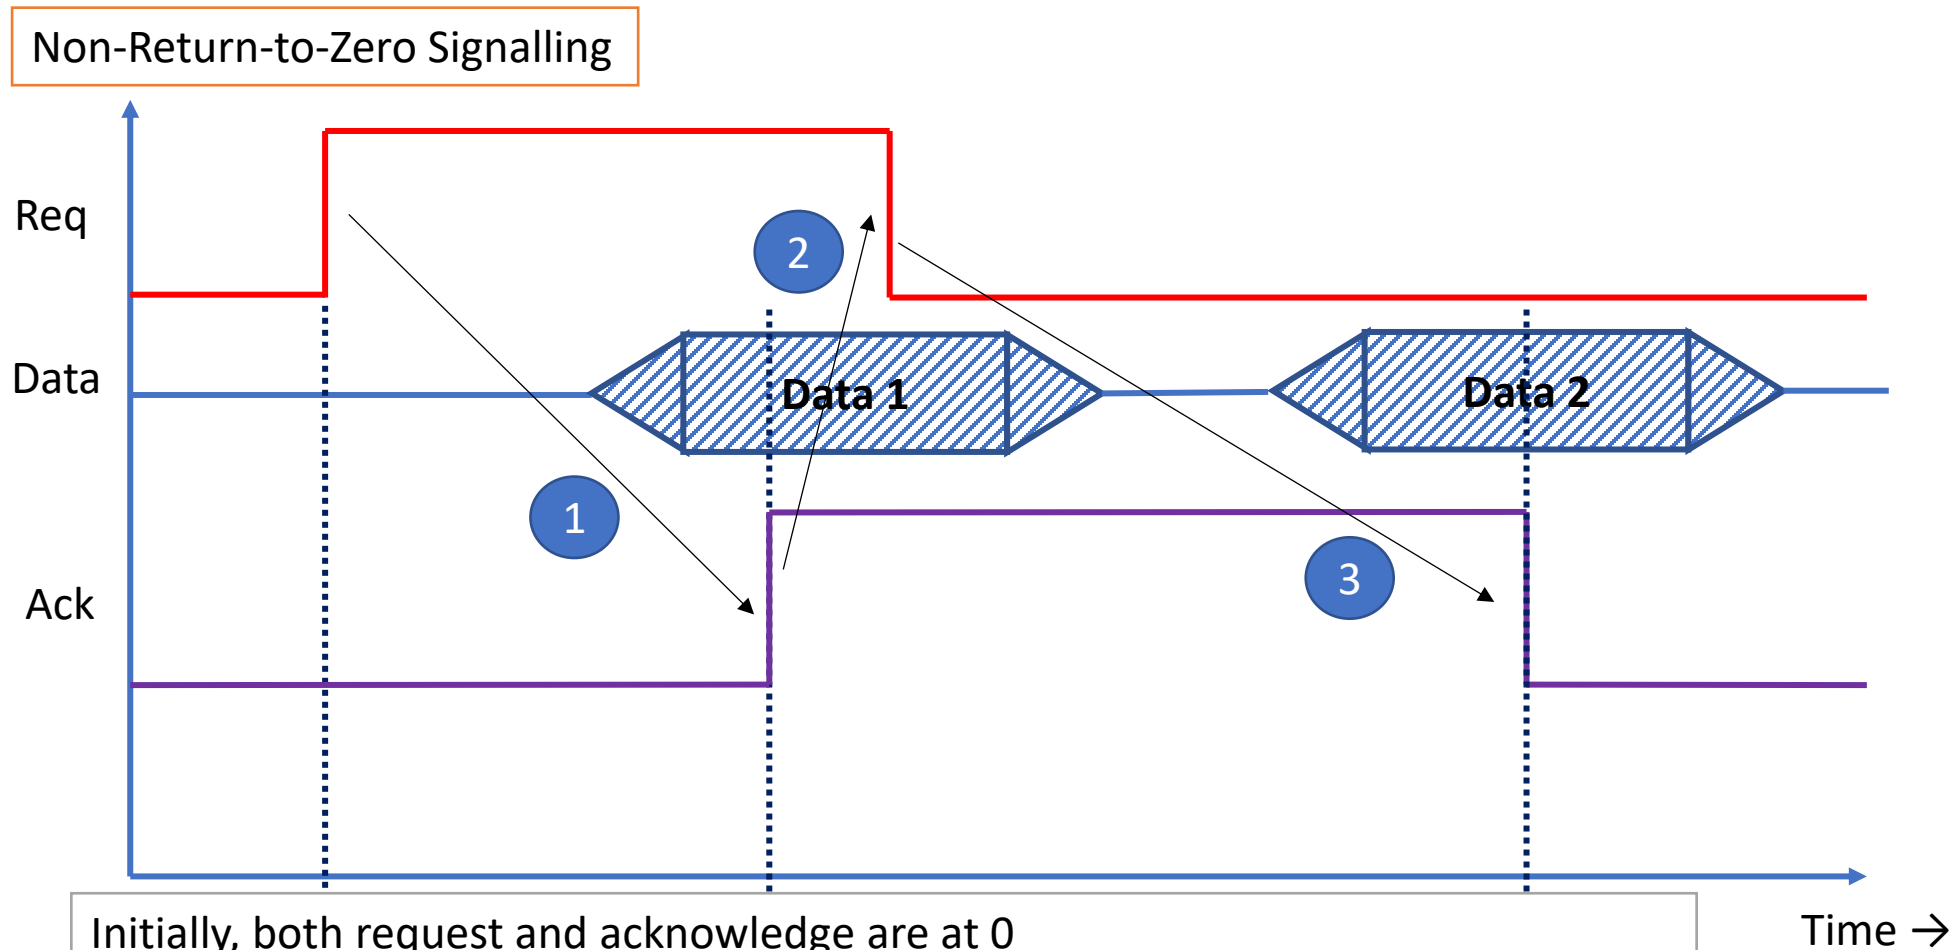 Non-Return-to-Zero Signalling
Req
2
Data
Data 1
Data 2
1
3
Ack
Initially, both request and acknowledge are at 0
Time →